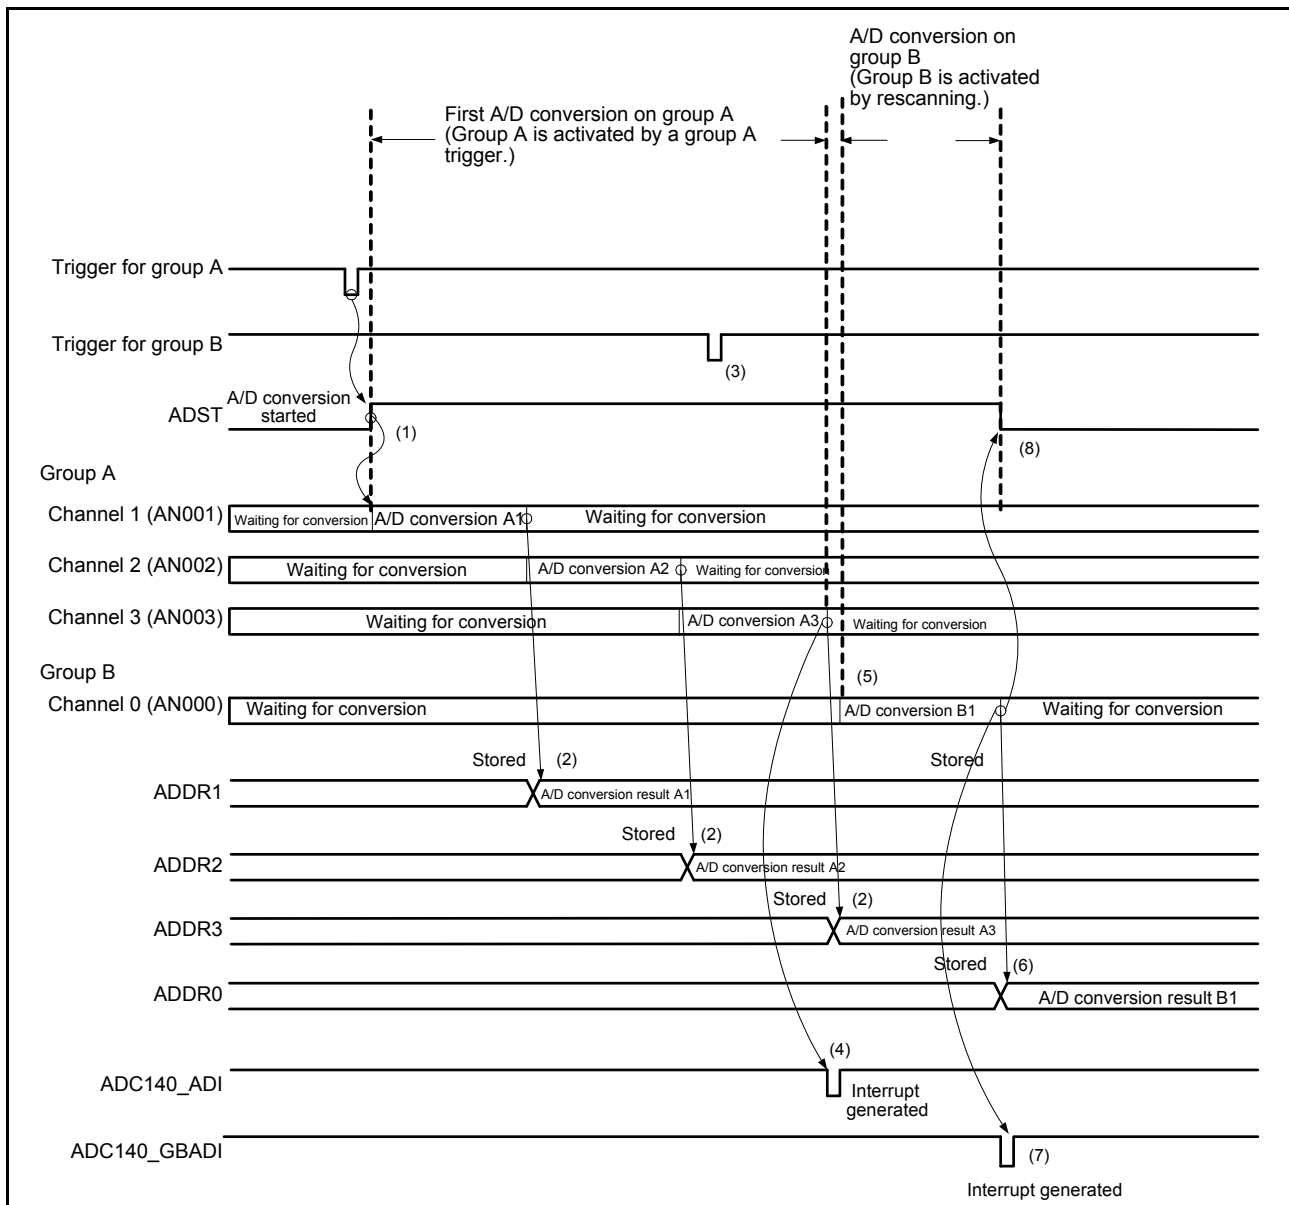 A/D conversion on
group B
(Group B is activated
by rescanning.)
First A/D conversion on group A
(Group A is activated by a group A
trigger.)
Trigger for group A
Trigger for group B
(3)
ADST
A/D conversion
started
(1)
(8)
Group A
Channel 1 (AN001)
Waiting for conversion
A/D conversion A1
Waiting for conversion
Channel 2 (AN002)
Waiting for conversion
A/D conversion A2
Waiting for conversion
Channel 3 (AN003)
Waiting for conversion
A/D conversion A3
Waiting for conversion
Group B
(5)
Channel 0 (AN000)
Waiting for conversion
A/D conversion B1
Waiting for conversion
Stored
(2)
Stored
ADDR1
A/D conversion result A1
Stored
(2)
ADDR2
A/D conversion result A2
Stored
(2)
ADDR3
A/D conversion result A3
Stored
(6)
ADDR0
A/D conversion result B1
(4)
ADC140_ADI
Interrupt
generated
ADC140_GBADI
(7)
Interrupt generated